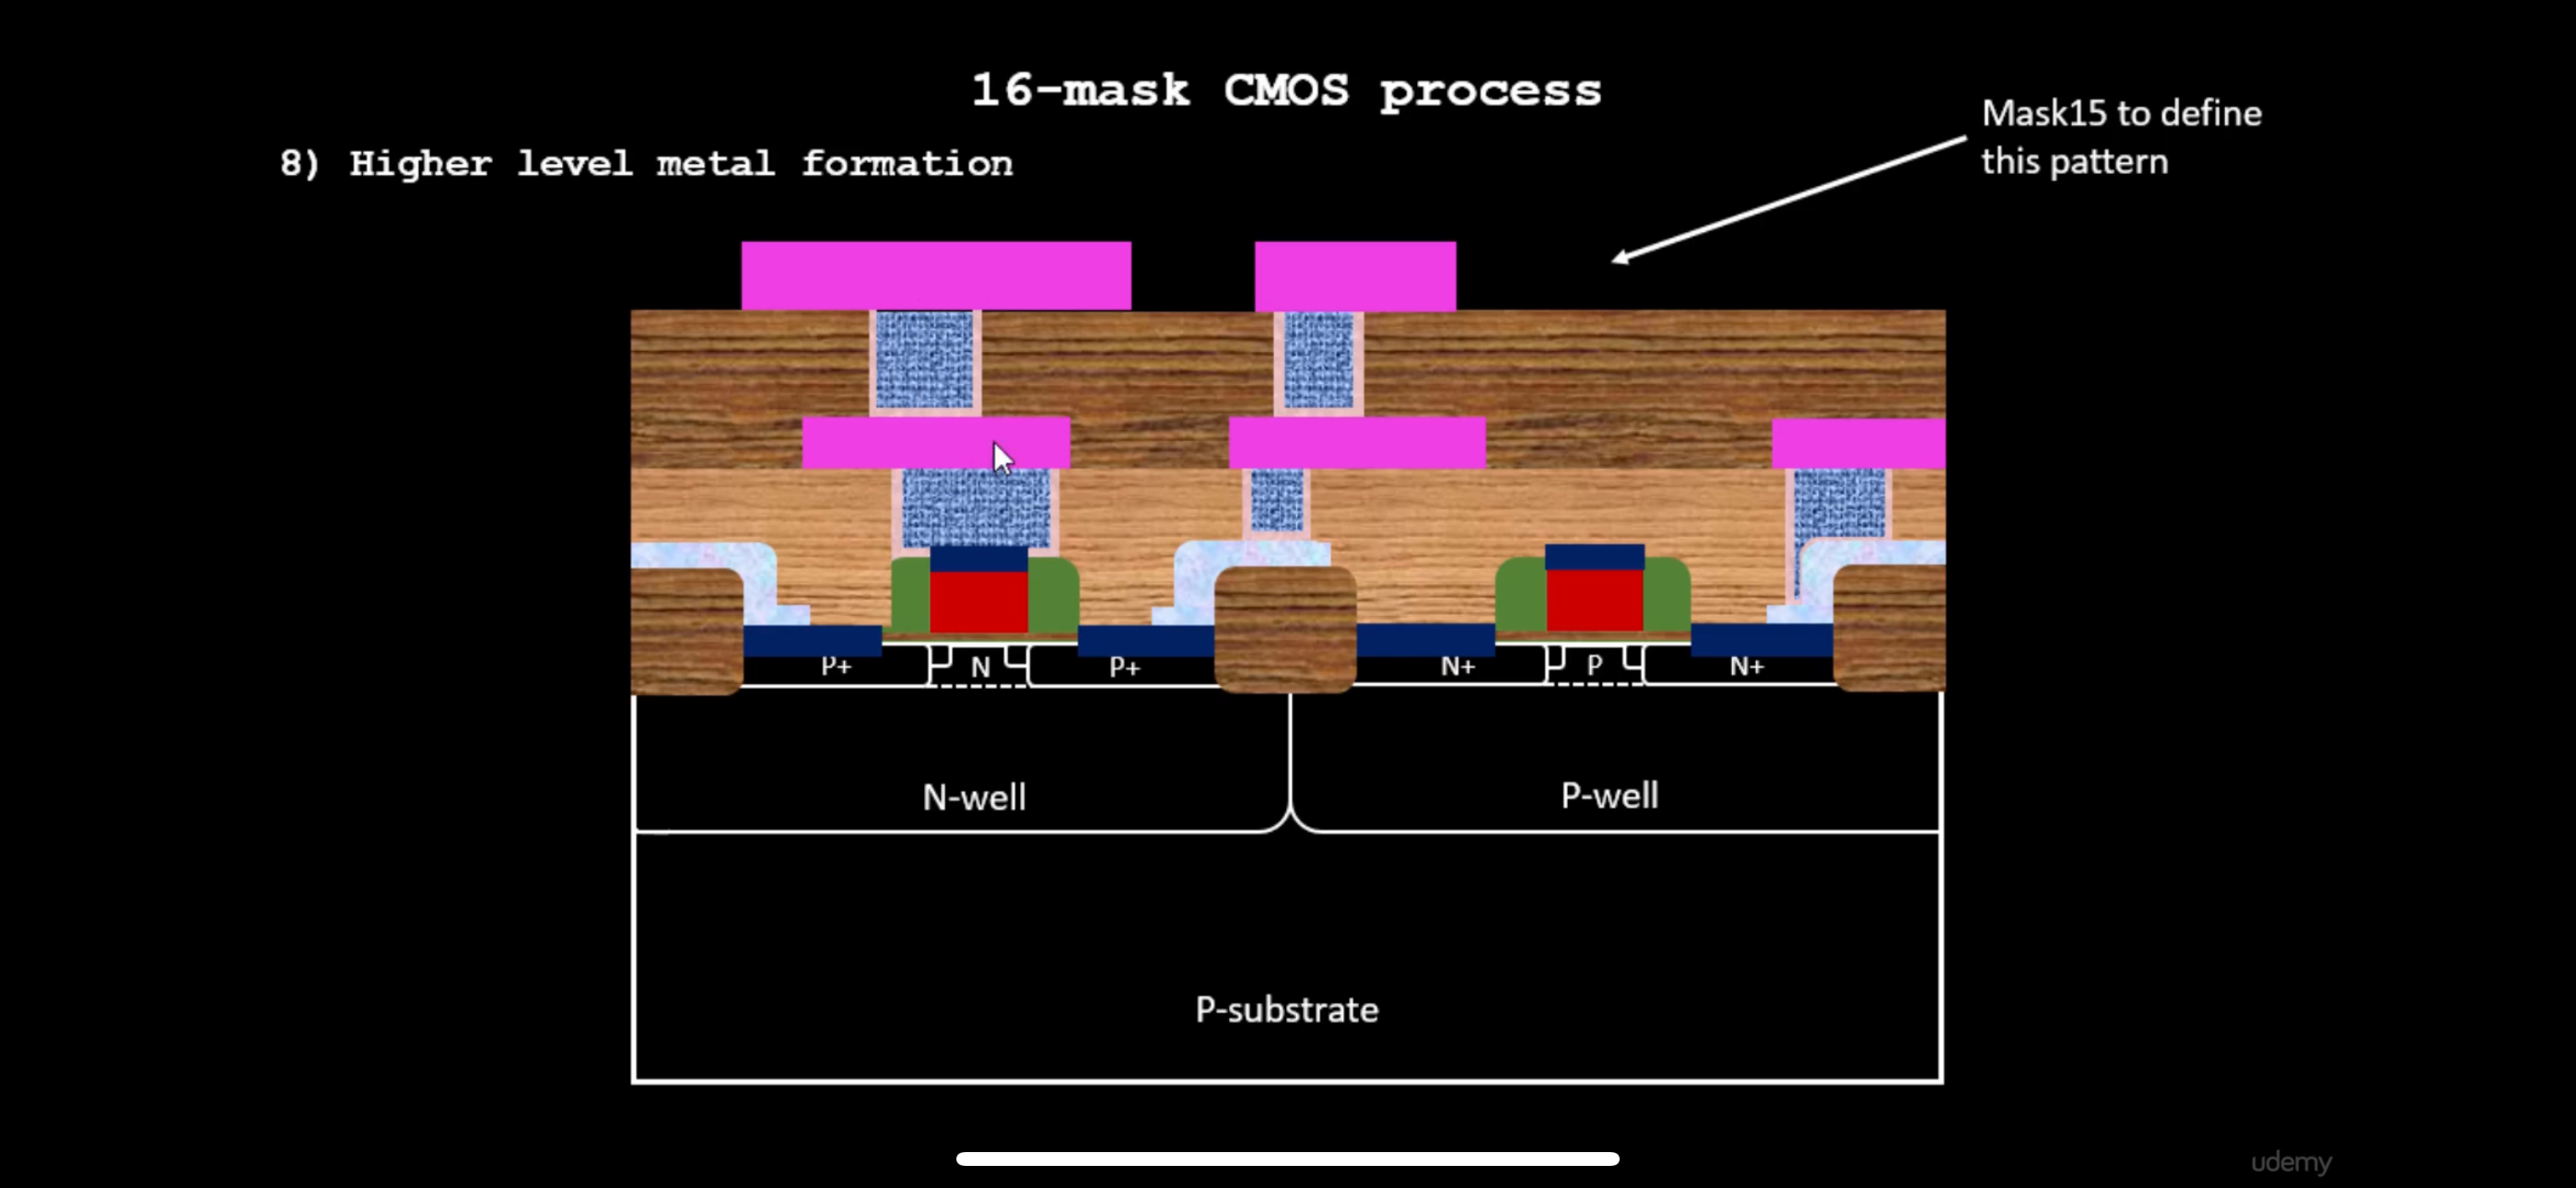 16-mask CMOS process
Mask15 to define
this pattern
8) Higher level metal formation
P+
N
P+
N+
P
N+
N-well
P-well
P-substrate
udemy